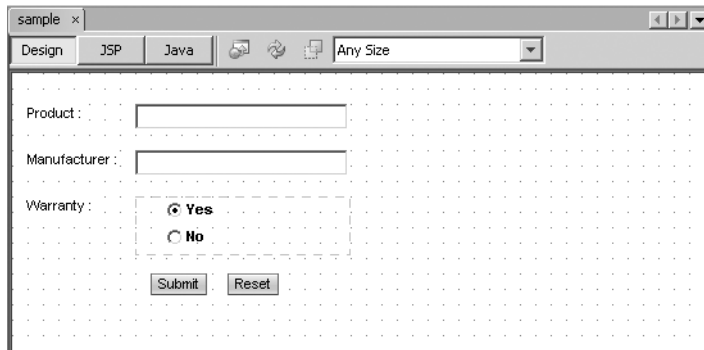 sample ×
Design JSP Java Any Size
Product :
Manufacturer :
Warranty : Yes
No
Submit Reset